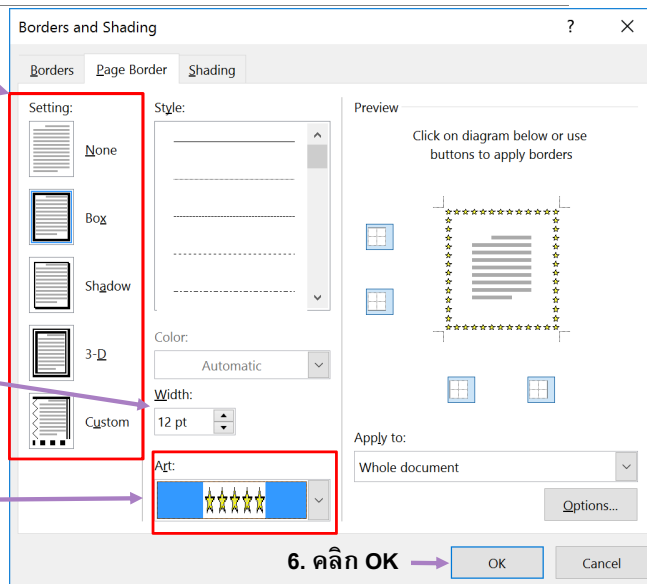 Borders and Shading
?
Borders
Page Border
Shading
Setting:
None
Box
Shadow
3-D
Custom
Style:
Color:
Automatic
Width:
12 pt
Art:
Preview
Click on diagram below or use
buttons to apply borders
Apply to:
Whole document
Options...
6. คลิก OK
OK
Cancel